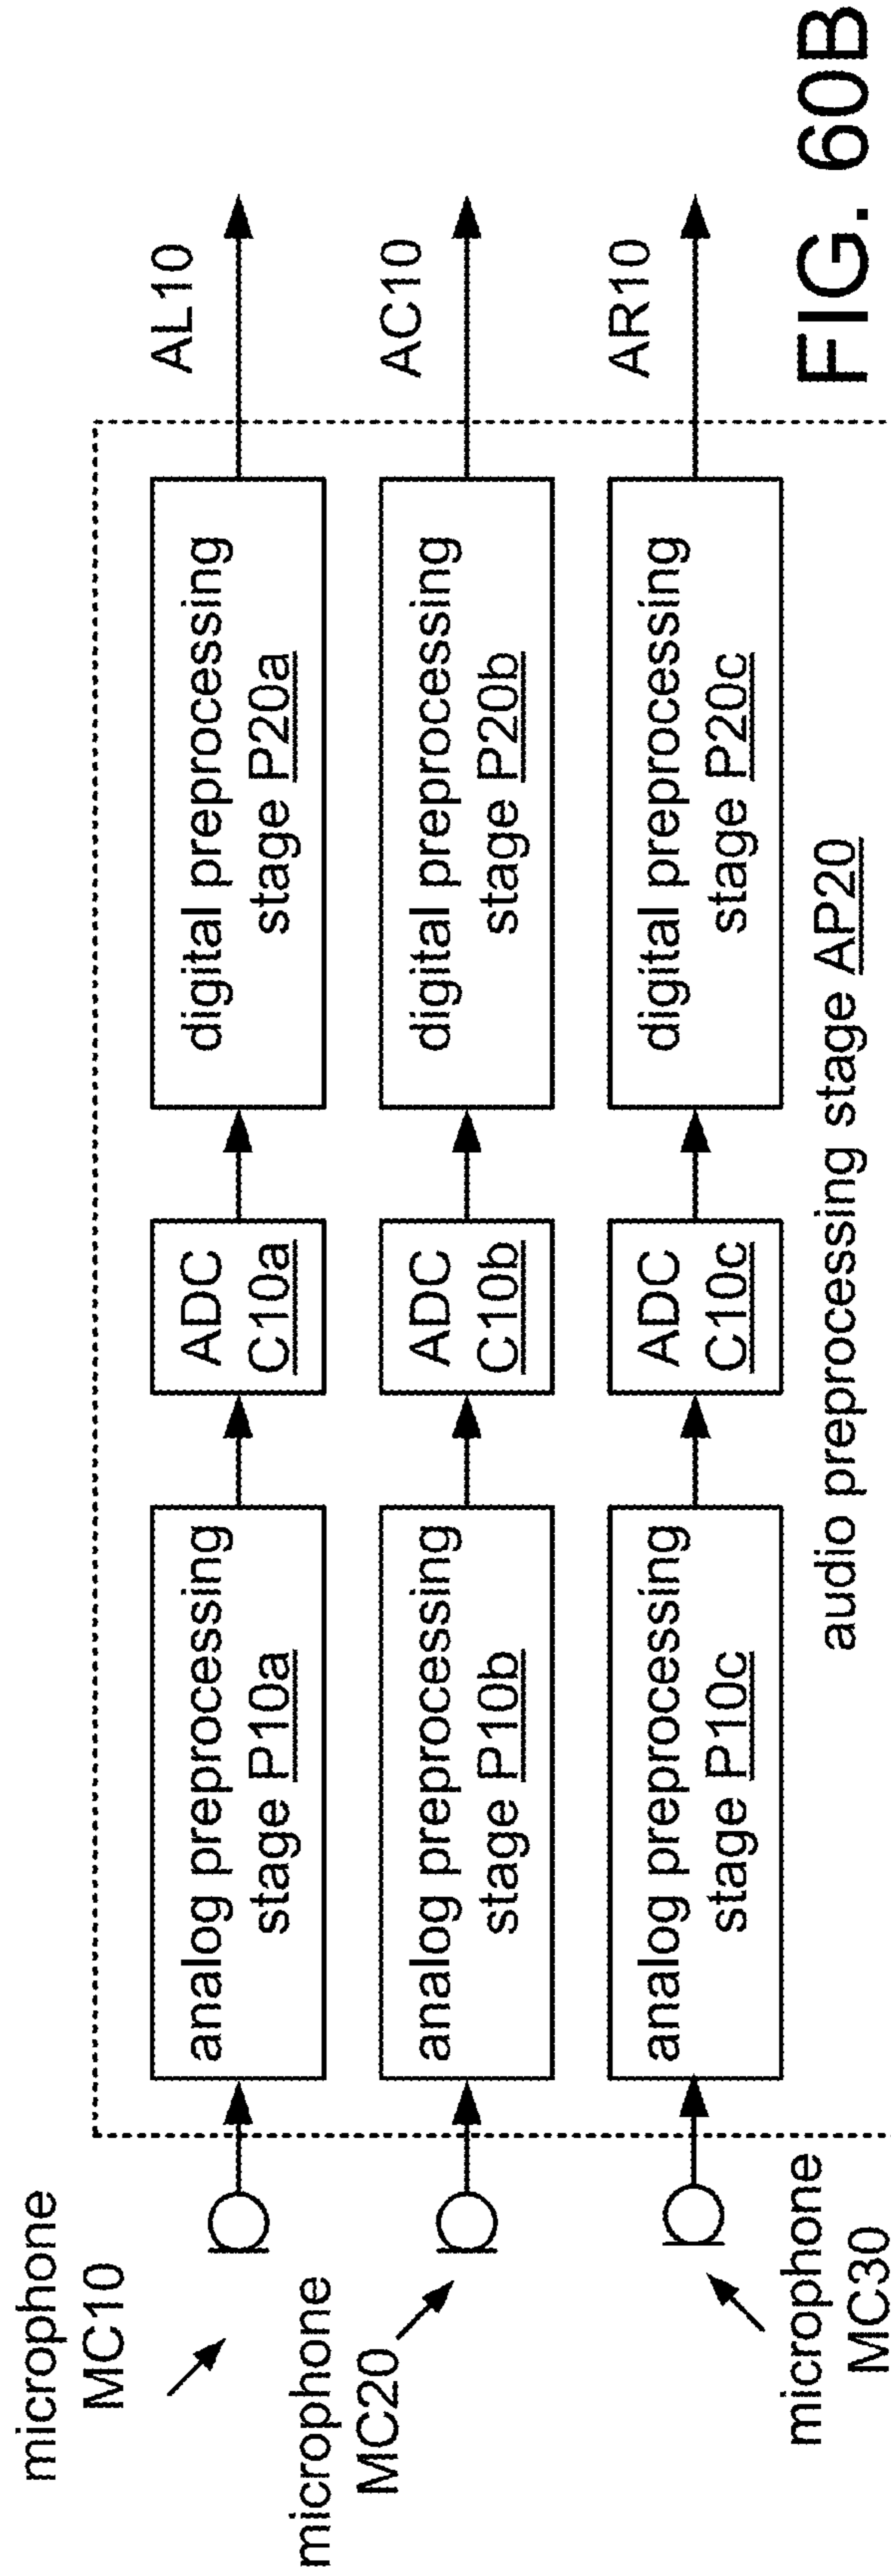 microphone
MC10
microphone
MC20
microphone
MC30
analog preprocessing
stage P10a
ADC
C10a
digital preprocessing
stage P20a
AL10
analog preprocessing
stage P10b
ADC
C10b
digital preprocessing
stage P20b
AC10
analog preprocessing
stage P10c
ADC
C10c
digital preprocessing
stage P20c
AR10
audio preprocessing stage AP20
FIG. 60B